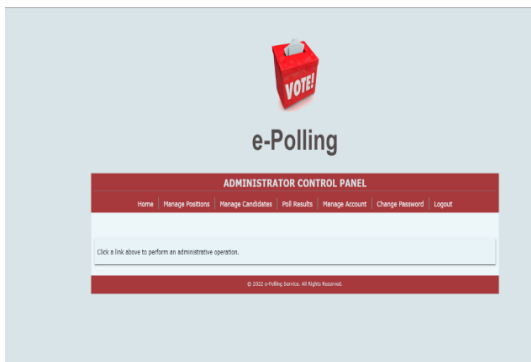 VOTE!
e-Polling
ADMINISTRATOR CONTROL PANEL
Home Manage Positions Manage Candidates Poll Results Manage Account Change Password Logout
Click a link above to perform an administrative operation.
© 2022 e-Polling Service. All Rights Reserved.